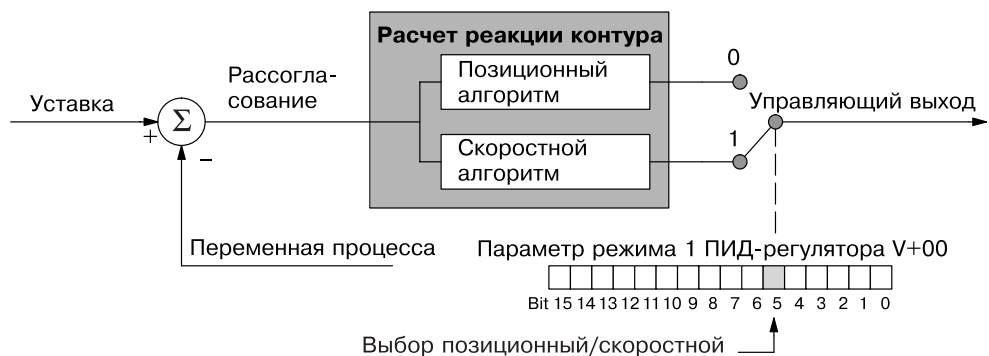 Расчет реакции контура
Рассогла-
сование
Позиционный
алгоритм
0
Уставка
Управляющий выход
+
Σ
−
Скоростной
алгоритм
1
Переменная процесса
Параметр режима 1 ПИД-регулятора V+00
Bit 15 14 13 12 11 10 9 8 7 6 5 4 3 2 1 0
Выбор позиционный/скоростной